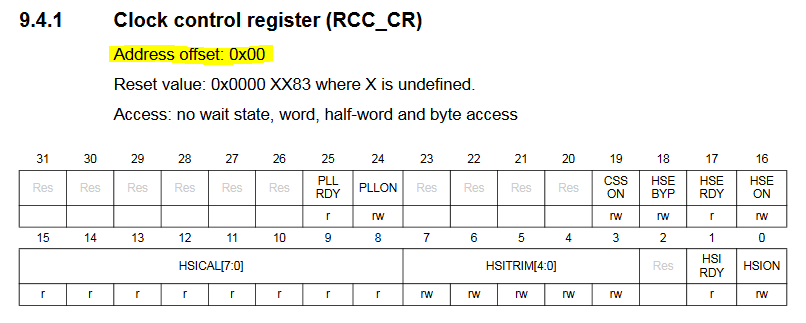 9.4.1 Clock control register (RCC_CR)
Address offset: 0x00
Reset value: 0x0000 XX83 where X is undefined.
Access: no wait state, word, half-word and byte access
31 30 29 28 27 26 25 24 23 22 21 20 19 18 17 16
Res Res Res Res Res Res PLL RDY PLLON Res Res Res Res CSS ON HSE BYP HSE RDY HSE ON
r rw rw rw r rw
15 14 13 12 11 10 9 8 7 6 5 4 3 2 1 0
HSICAL[7:0] HSITRIM[4:0] Res HSI RDY HSION
r r r r r r r r rw rw rw rw rw r rw